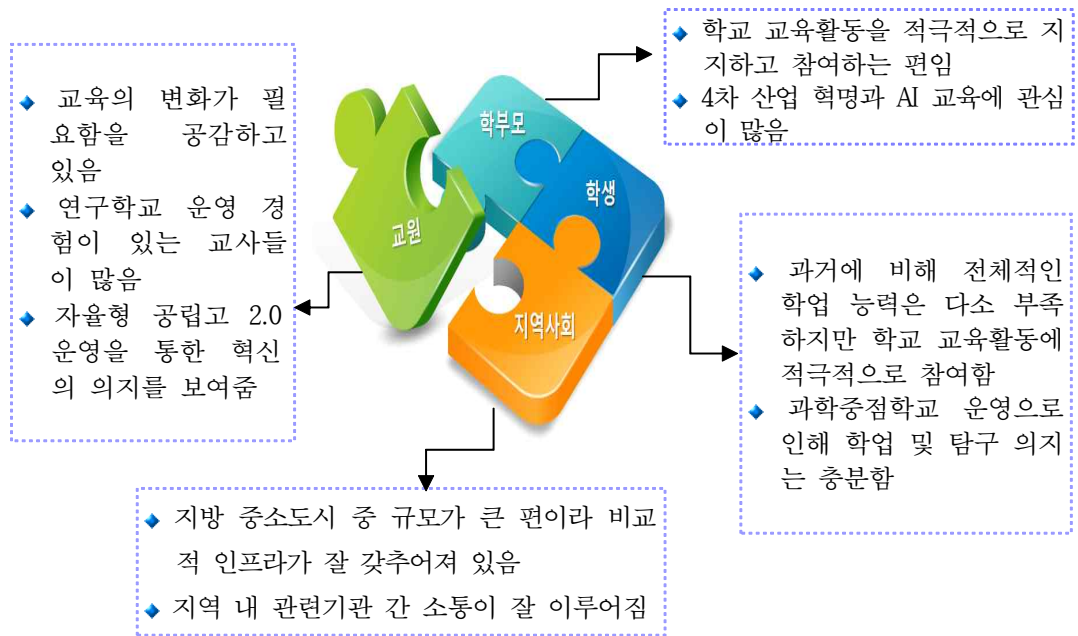 교육의 변화가 필
요함을 공감하고
있음
연구학교 운영 경
험이 있는 교사들
이 많음
자율형 공립고 2.0
운영을 통한 혁신
의 의지를 보여줌
학부모
학생
교원
지역사회
학교 교육활동을 적극적으로 지
지하고 참여하는 편임
4차 산업 혁명과 AI 교육에 관심
이 많음
과거에 비해 전체적인
학업 능력은 다소 부족
하지만 학교 교육활동에
적극적으로 참여함
과학중점학교 운영으로
인해 학업 및 탐구 의지
는 충분함
지방 중소도시 중 규모가 큰 편이라 비교
적 인프라가 잘 갖추어져 있음
지역 내 관련기관 간 소통이 잘 이루어짐